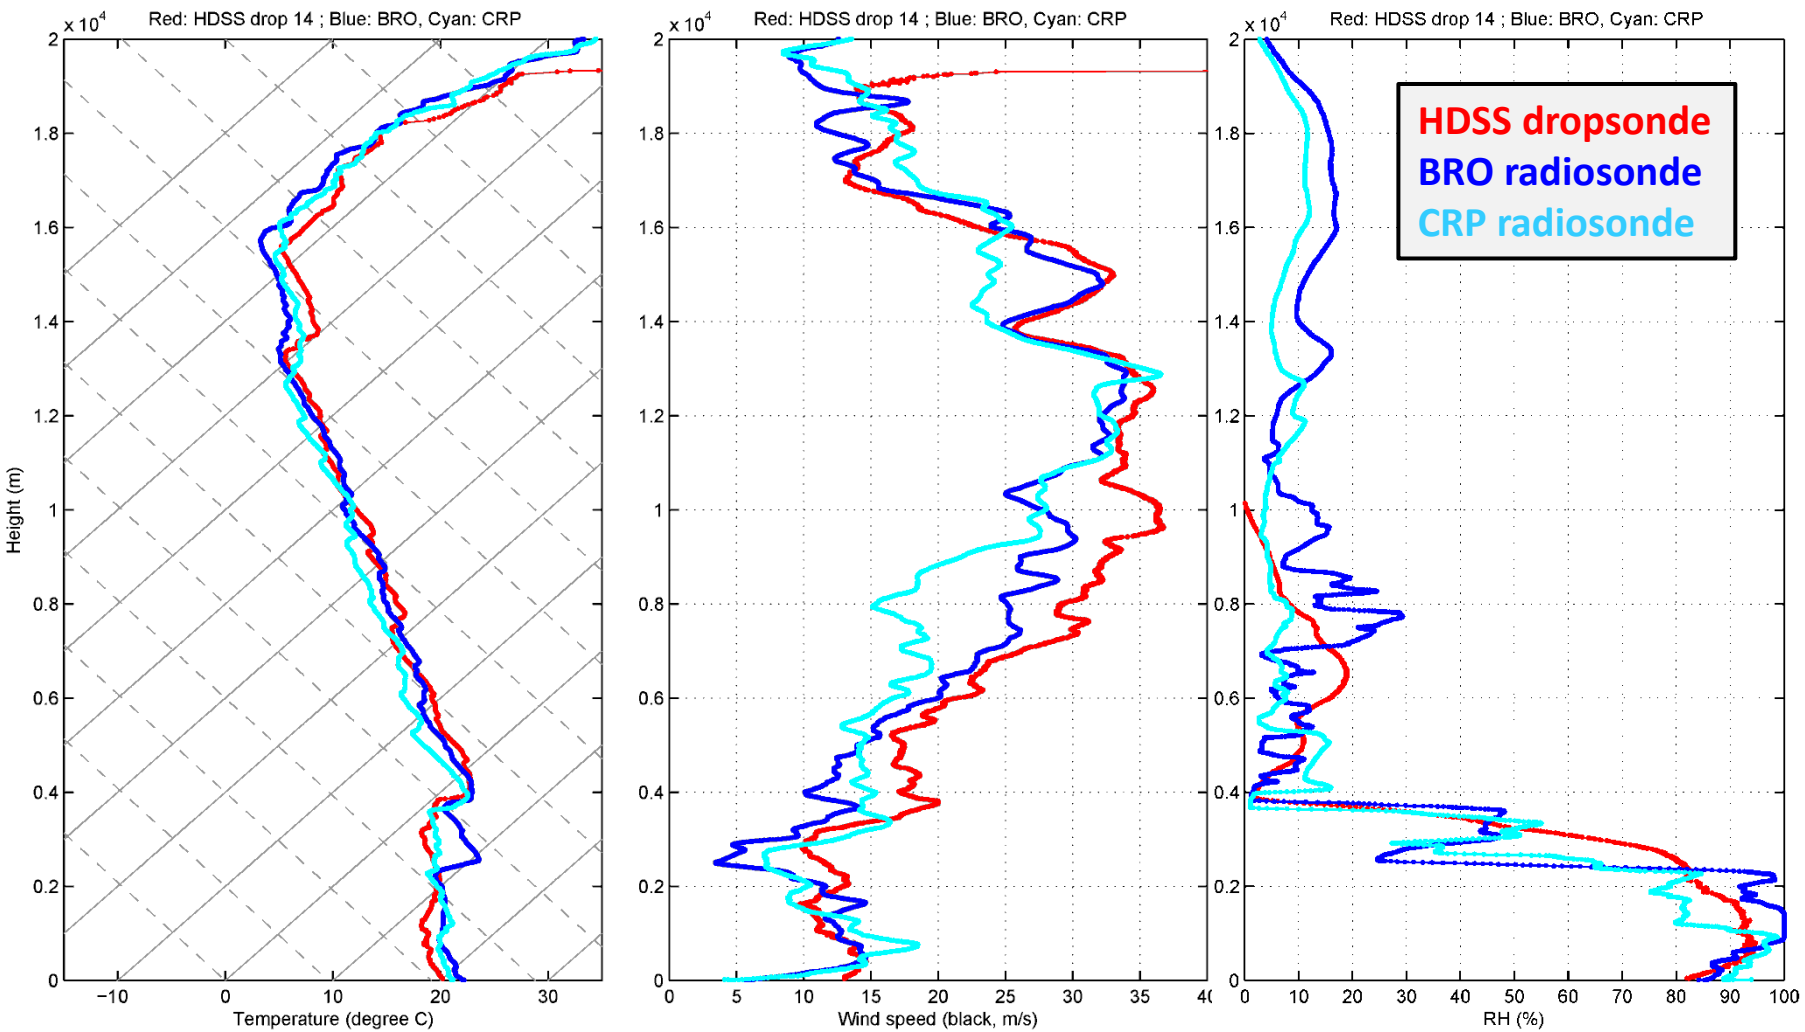 Red: HDSS drop 14 ; Blue: BRO, Cyan: CRP
Red: HDSS drop 14 ; Blue: BRO, Cyan: CRP
Red: HDSS drop 14 ; Blue: BRO, Cyan: CRP
2 x 10^4
2 x 10^4
2 x 10^4
HDSS dropsonde
BRO radiosonde
CRP radiosonde
1.8
1.8
1.8
1.6
1.6
1.6
1.4
1.4
1.4
1.2
1.2
1.2
1
1
1
0.8
0.8
0.8
0.6
0.6
0.6
0.4
0.4
0.4
0.2
0.2
0.2
0
0
0
Height (m)
−10 0 10 20 30
0 5 10 15 20 25 30 35
0 10 20 30 40 50 60 70 80 90 100
Temperature (degree C)
Wind speed (black, m/s)
RH (%)